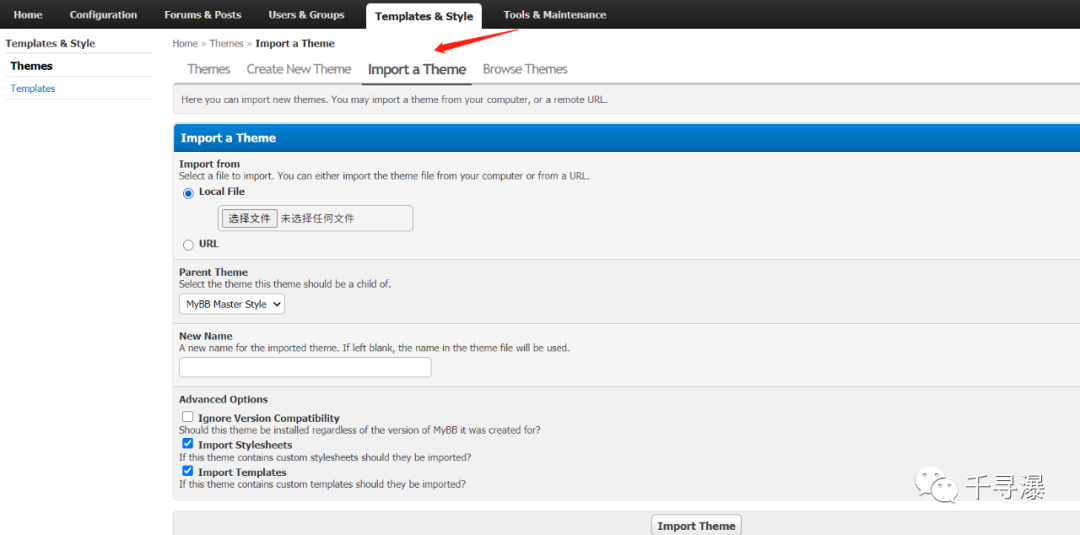 Home Configuration Forums & Posts Users & Groups Templates & Style Tools & Maintenance
Templates & Style
Themes
Templates
Home » Themes » Import a Theme
Themes Create New Theme Import a Theme Browse Themes
Here you can import new themes. You may import a theme from your computer, or a remote URL.
Import a Theme
Import from
Select a file to import. You can either import the theme file from your computer or from a URL.
Local File
选择文件 未选择任何文件
URL
Parent Theme
Select the theme this theme should be a child of.
MyBB Master Style
New Name
A new name for the imported theme. If left blank, the name in the theme file will be used.
Advanced Options
Ignore Version Compatibility
Should this theme be installed regardless of the version of MyBB it was created for?
Import Stylesheets
If this theme contains custom stylesheets should they be imported?
Import Templates
If this theme contains custom templates should they be imported?
千寻瀑
Import Theme